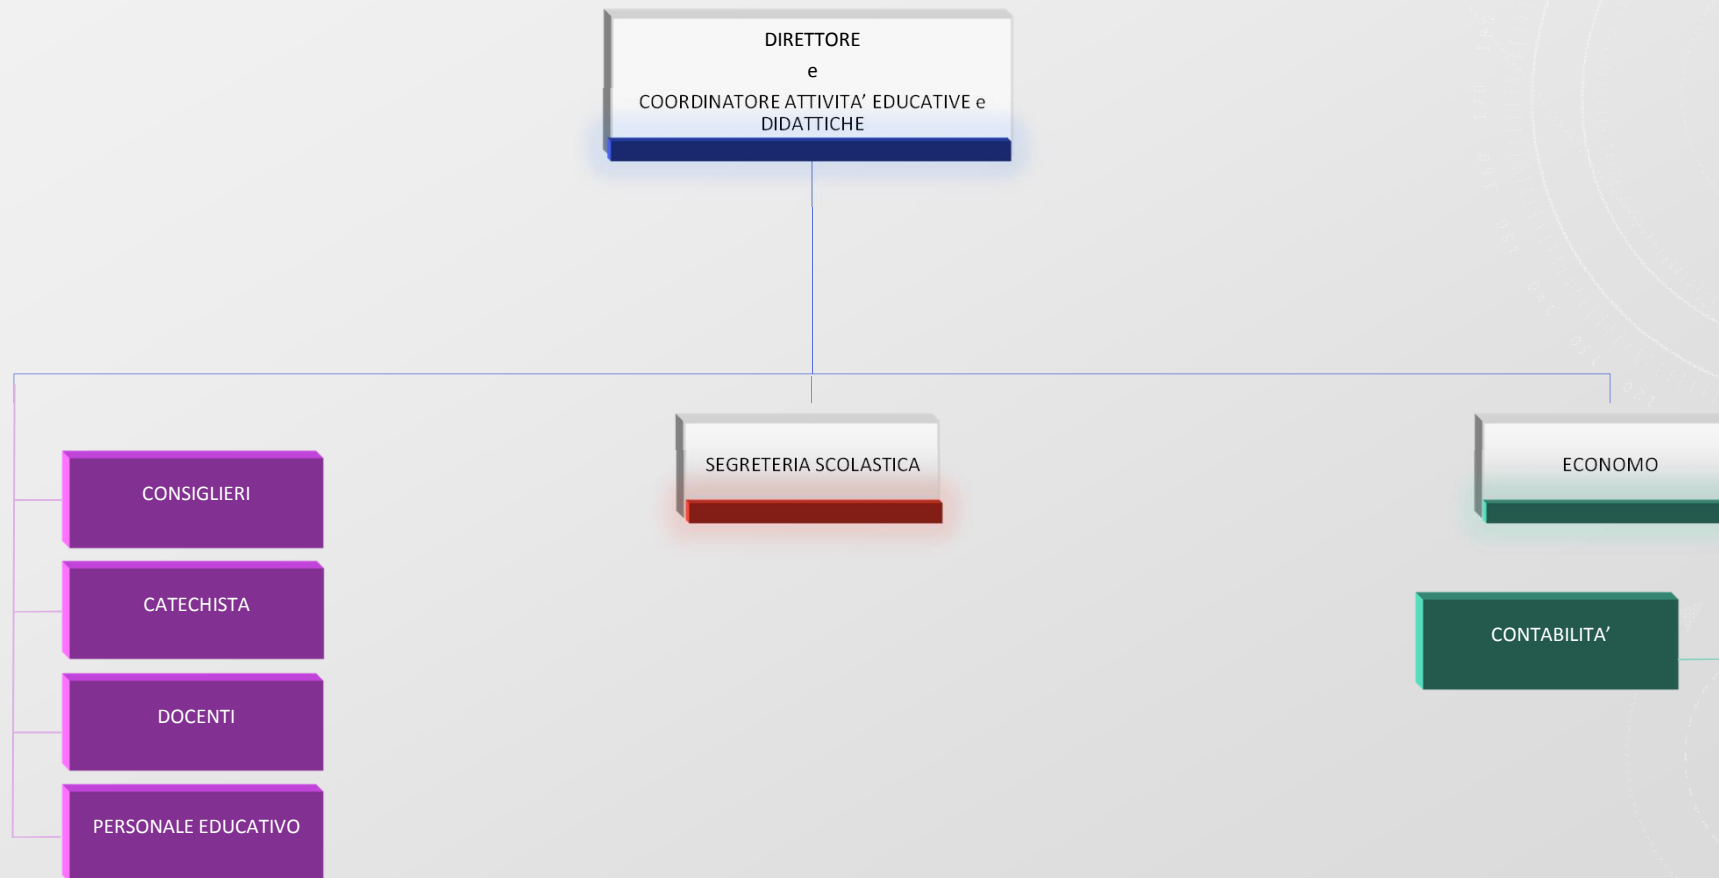 DIRETTORE
e
COORDINATORE ATTIVITA’ EDUCATIVE e
DIDATTICHE
SEGRETERIA SCOLASTICA
ECONOMO
CONSIGLIERI
CATECHISTA
DOCENTI
PERSONALE EDUCATIVO
CONTABILITA’